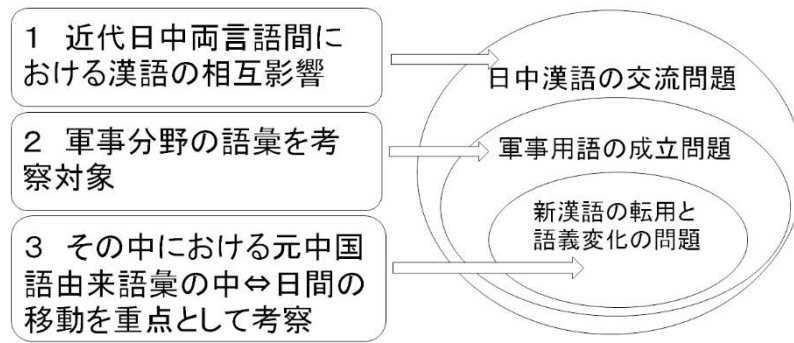 １　近代日中両言語間に
おける漢語の相互影響
２　軍事分野の語彙を考
察対象
３　その中における元中国
語由来語彙の中⇔日間の
移動を重点として考察
日中漢語の交流問題
軍事用語の成立問題
新漢語の転用と
語義変化の問題